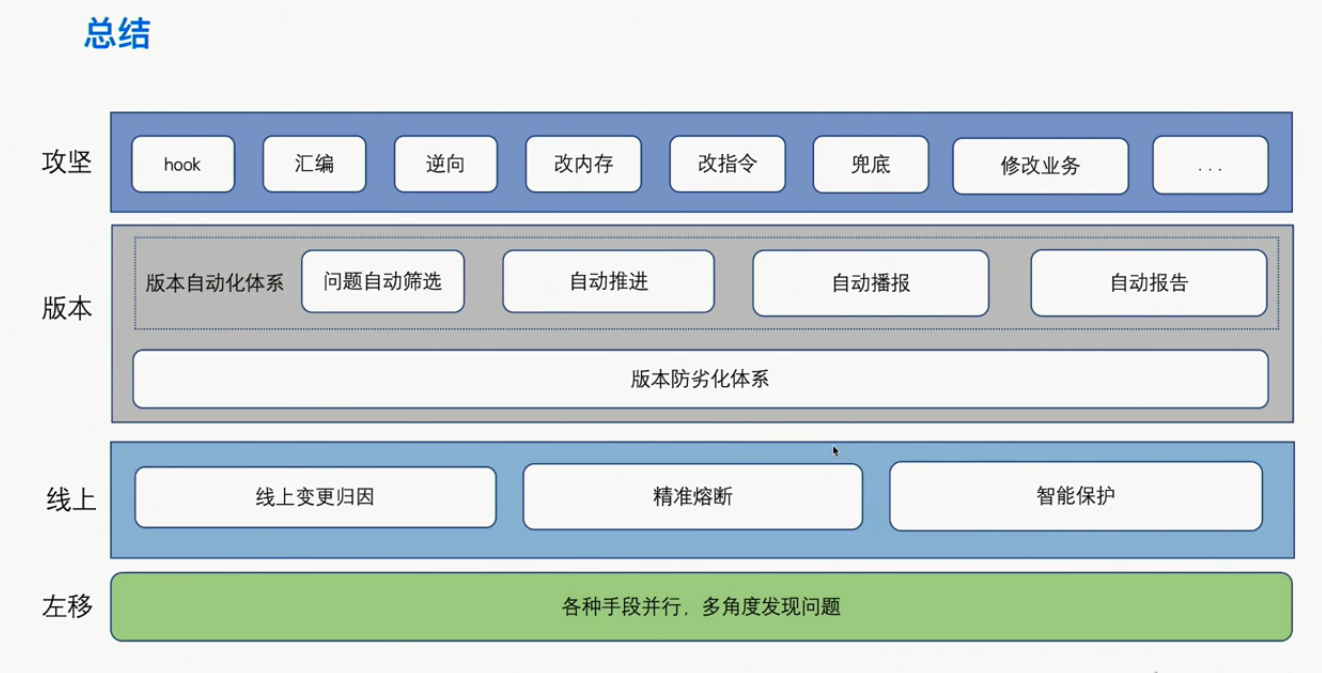 总结
攻坚
hook
汇编
逆向
改内存
改指令
兜底
修改业务
...
版本
版本自动化体系
问题自动筛选
自动推进
自动播报
自动报告
版本防劣化体系
线上
线上变更归因
精准熔断
智能保护
左移
各种手段并行，多角度发现问题